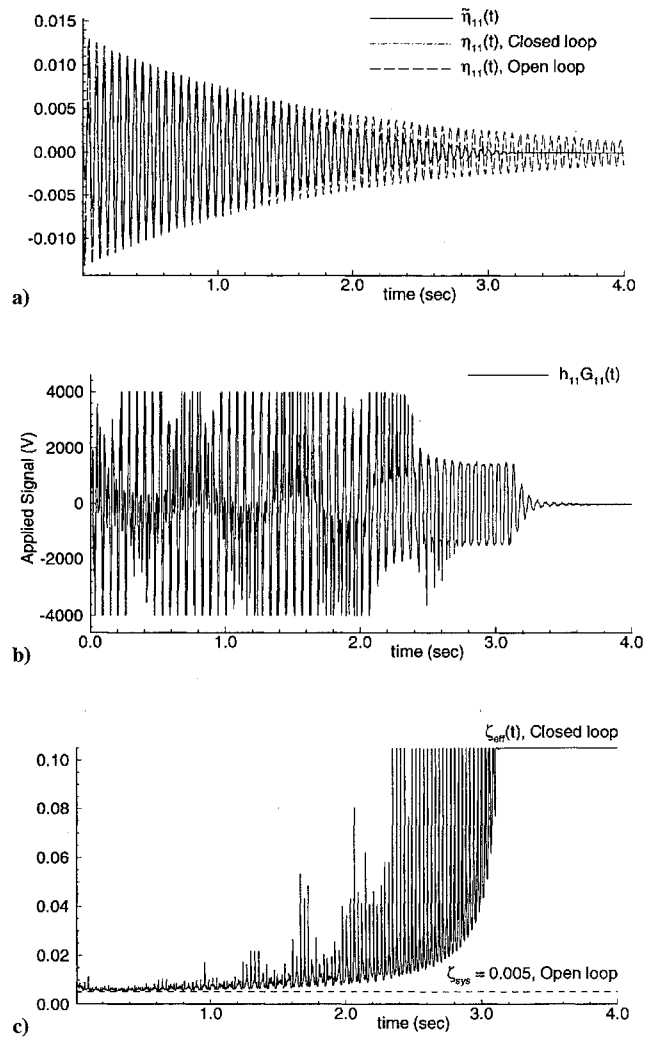 η̃₁₁(t)
η₁₁(t), Closed loop
η₁₁(t), Open loop
0.015
0.010
0.005
0.000
-0.005
-0.010
1.0 2.0 3.0 4.0
time (sec)
a)
h₁₁G₁₁(t)
Applied Signal (V)
4000
2000
0
-2000
-4000
0.0 1.0 2.0 3.0 4.0
time (sec)
b)
ζeff(t), Closed loop
0.10
0.08
0.06
0.04
0.02
0.00
ζsys = 0.005, Open loop
1.0 2.0 3.0 4.0
time (sec)
c)